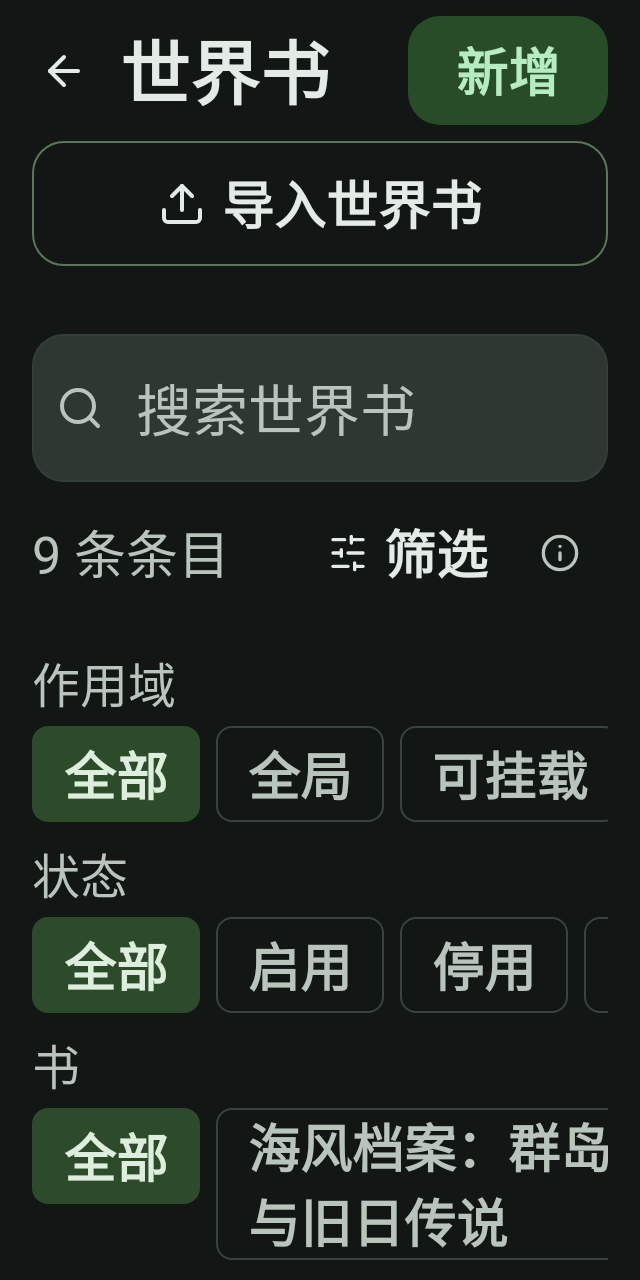 世界书
新增
导入世界书
搜索世界书
9 条条目
筛选
作用域
全部
全局
可挂载
状态
全部
启用
停用
书
全部
海风档案：群岛
与旧日传说